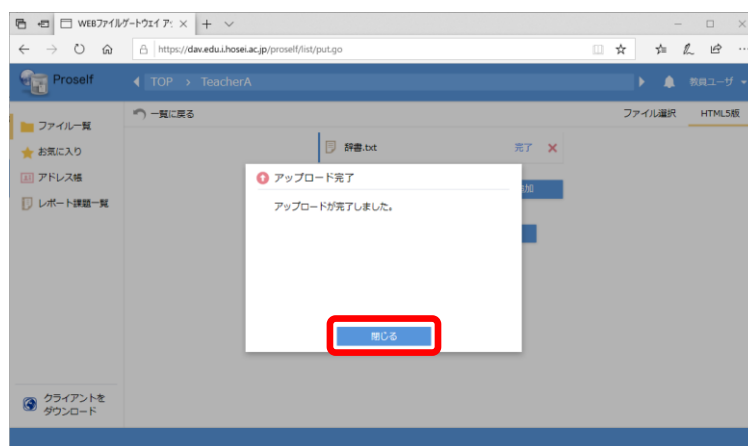 WEBファイルゲートウェイ ア:
https://dav.edu.i.hosei.ac.jp/proself/list/put.go
Proself
TOP > TeacherA
教員ユーザ
一覧に戻る
ファイル選択
HTML5版
ファイル一覧
お気に入り
アドレス帳
レポート課題一覧
辞書.txt
完了
アップロード完了
アップロードが完了しました。
閉じる
クライアントを
ダウンロード